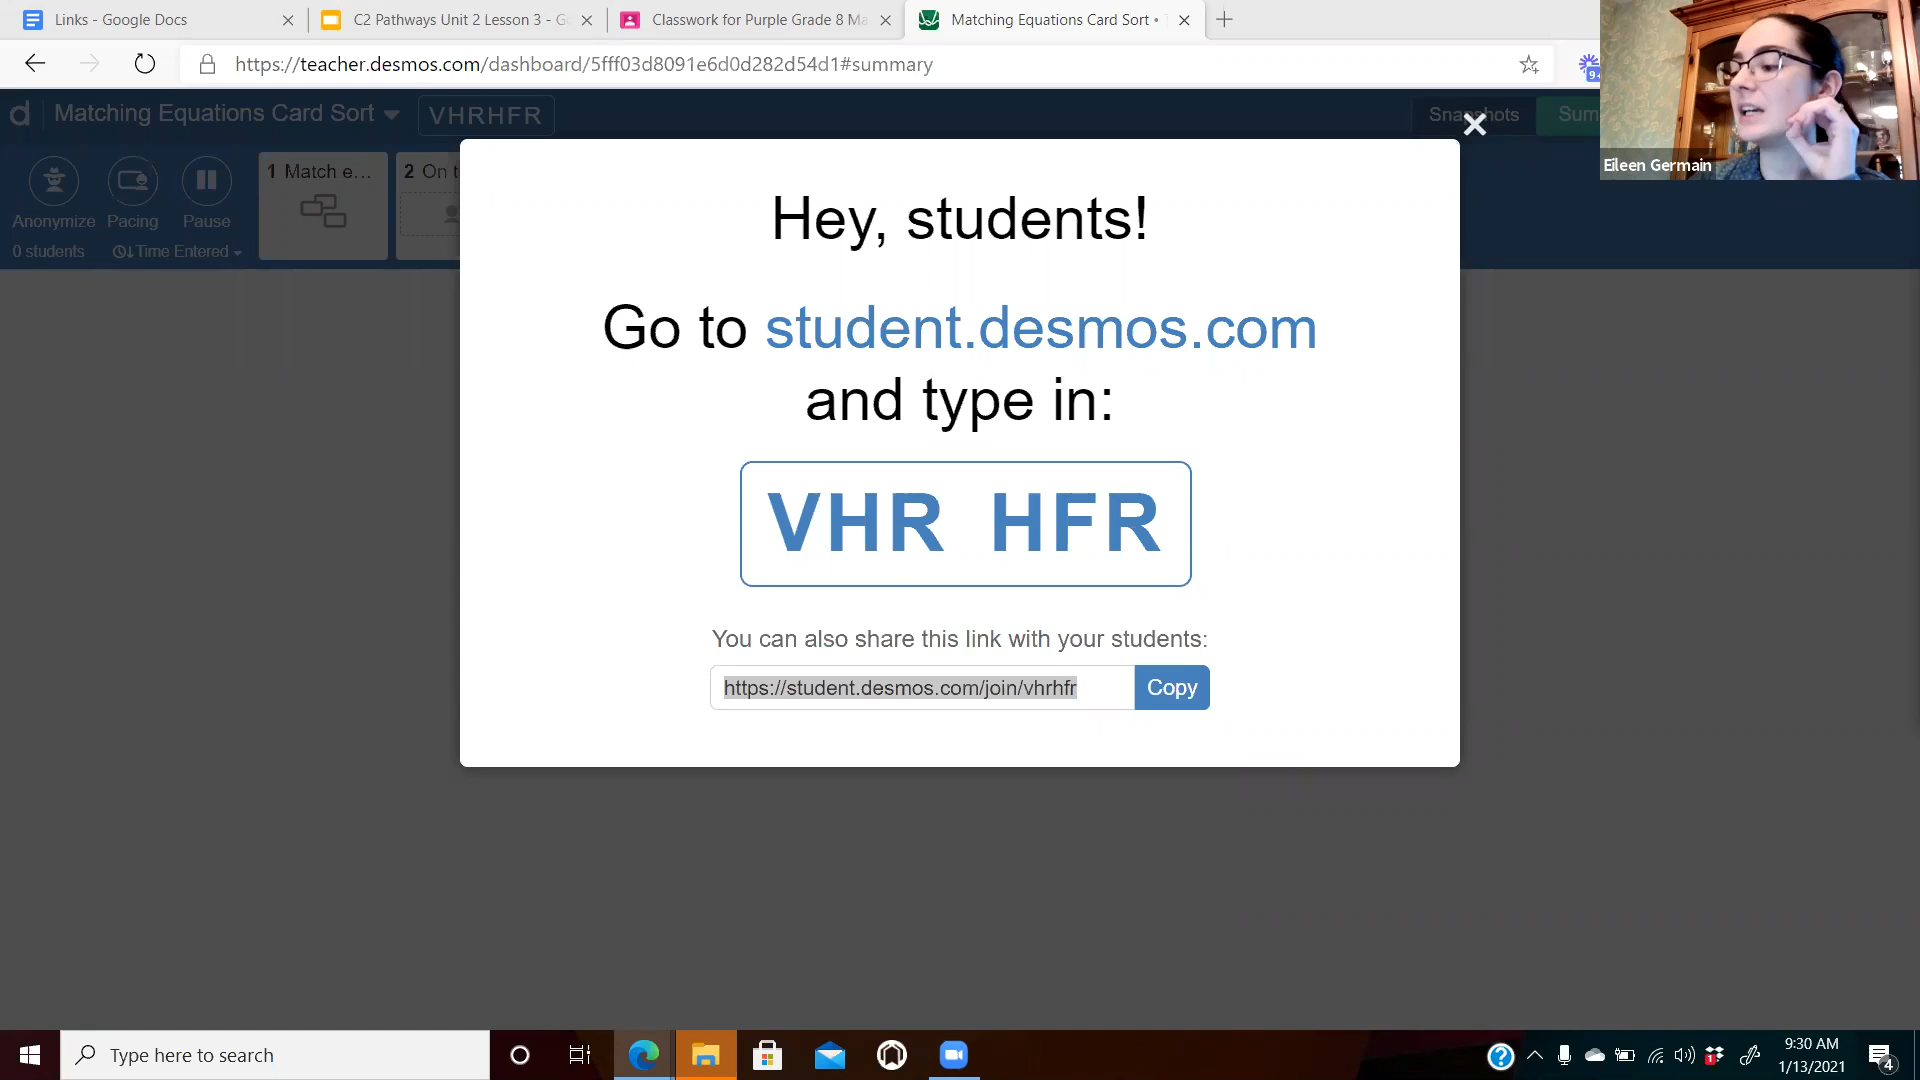 Links - Google Docs
C2 Pathways Unit 2 Lesson 3 - G
Classwork for Purple Grade 8 Ma
Matching Equations Card Sort •
https://teacher.desmos.com/dashboard/5fff03d8091e6d0d282d54d1#summary
Matching Equations Card Sort
VHRHFR
Snapshots
Sum
Anonymize
Pacing
Pause
0 students
Time Entered
1 Match e...
2 On t
Eileen Germain
Hey, students!
Go to student.desmos.com
and type in:
VHR HFR
You can also share this link with your students:
https://student.desmos.com/join/vhrhfr
Copy
Type here to search
9:30 AM
1/13/2021
4